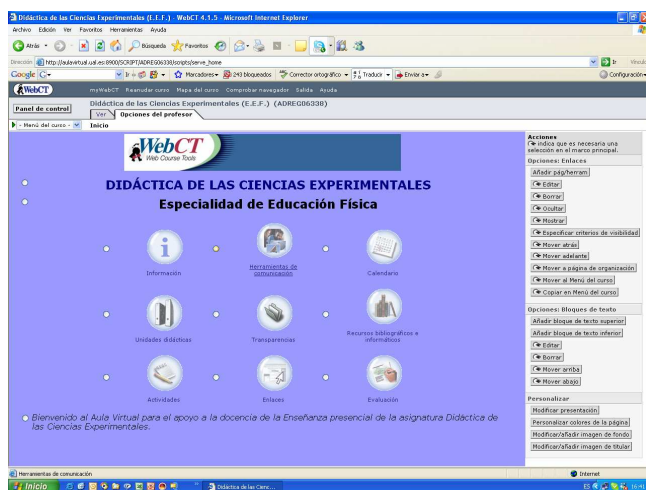 Didáctica de las Ciencias Experimentales (E.E.F.) - WebCT 4.1.5 - Microsoft Internet Explorer
Archivo Edición Ver Favoritos Herramientas Ayuda
Atrás Búsqueda Favoritos
Dirección http://aulavirtual.ual.es:8900/SCRIPT/ADREG06338/scripts/serve_home Ir Vínculos
Google G Ir Marcadores 243 bloqueados Corrector ortográfico Traducir Enviar a Configuración
WebCT myWebCT Reanudar curso Mapa del curso Comprobar navegador Salida Ayuda
Panel de control Didáctica de las Ciencias Experimentales (E.E.F.) (ADREG06338)
Ver Opciones del profesor
- Menú del curso - Inicio
WebCT
Web Course Tools
DIDÁCTICA DE LAS CIENCIAS EXPERIMENTALES
Especialidad de Educación Física
Información
Herramientas de comunicación
Calendario
Unidades didácticas
Transparencias
Recursos bibliográficos e informáticos
Actividades
Enlaces
Evaluación
Bienvenido al Aula Virtual para el apoyo a la docencia de la Enseñanza presencial de la asignatura Didáctica de
las Ciencias Experimentales.
Acciones
indica que es necesaria una
selección en el marco principal.
Opciones: Enlaces
Añadir pág/herram
Editar
Borrar
Ocultar
Mostrar
Especificar criterios de visibilidad
Mover atrás
Mover adelante
Mover a página de organización
Mover al Menú del curso
Copiar en Menú del curso
Opciones: Bloques de texto
Añadir bloque de texto superior
Añadir bloque de texto inferior
Editar
Borrar
Mover arriba
Mover abajo
Personalizar
Modificar presentación
Personalizar colores de la página
Modificar/añadir imagen de fondo
Modificar/añadir imagen de titular
Herramientas de comunicación Internet
Inicio Didáctica de las Cienc... ES 16:41